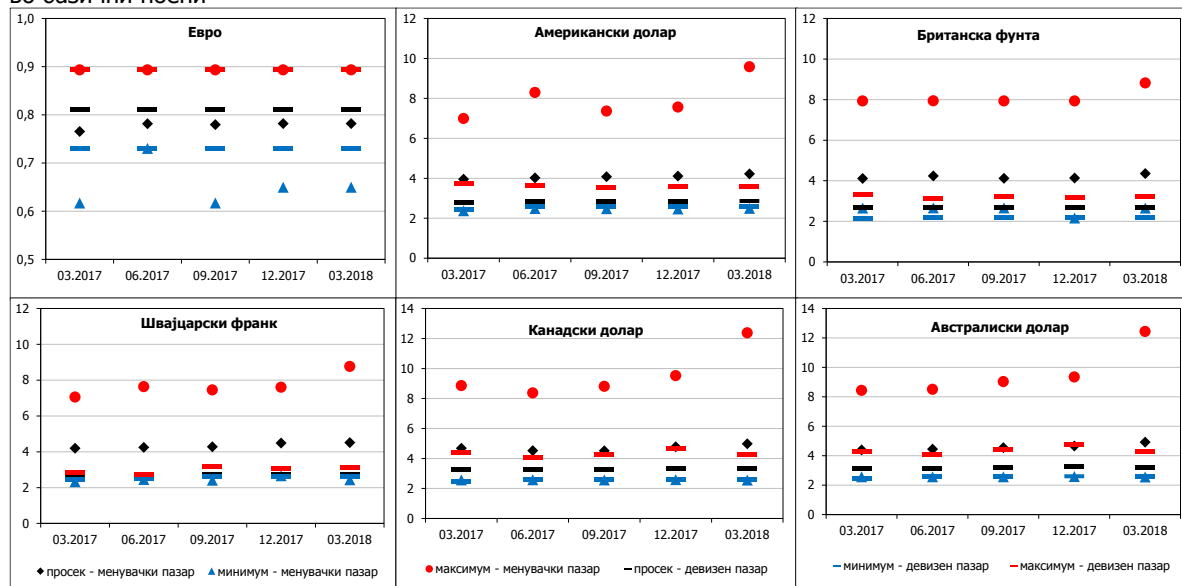 во базични поени
Евро
1,0
0,9
0,8
0,7
0,6
0,5
03.2017 06.2017 09.2017 12.2017 03.2018
Американски долар
12
10
8
6
4
2
0
03.2017 06.2017 09.2017 12.2017 03.2018
Британска фунта
12
10
8
6
4
2
0
03.2017 06.2017 09.2017 12.2017 03.2018
Швајцарски франк
12
10
8
6
4
2
0
03.2017 06.2017 09.2017 12.2017 03.2018
просек - менувачки пазар минимум - менувачки пазар
Канадски долар
14
12
10
8
6
4
2
0
03.2017 06.2017 09.2017 12.2017 03.2018
максимум - менувачки пазар просек - девизен пазар
Австралиски долар
14
12
10
8
6
4
2
0
03.2017 06.2017 09.2017 12.2017 03.2018
минимум - девизен пазар максимум - девизен пазар